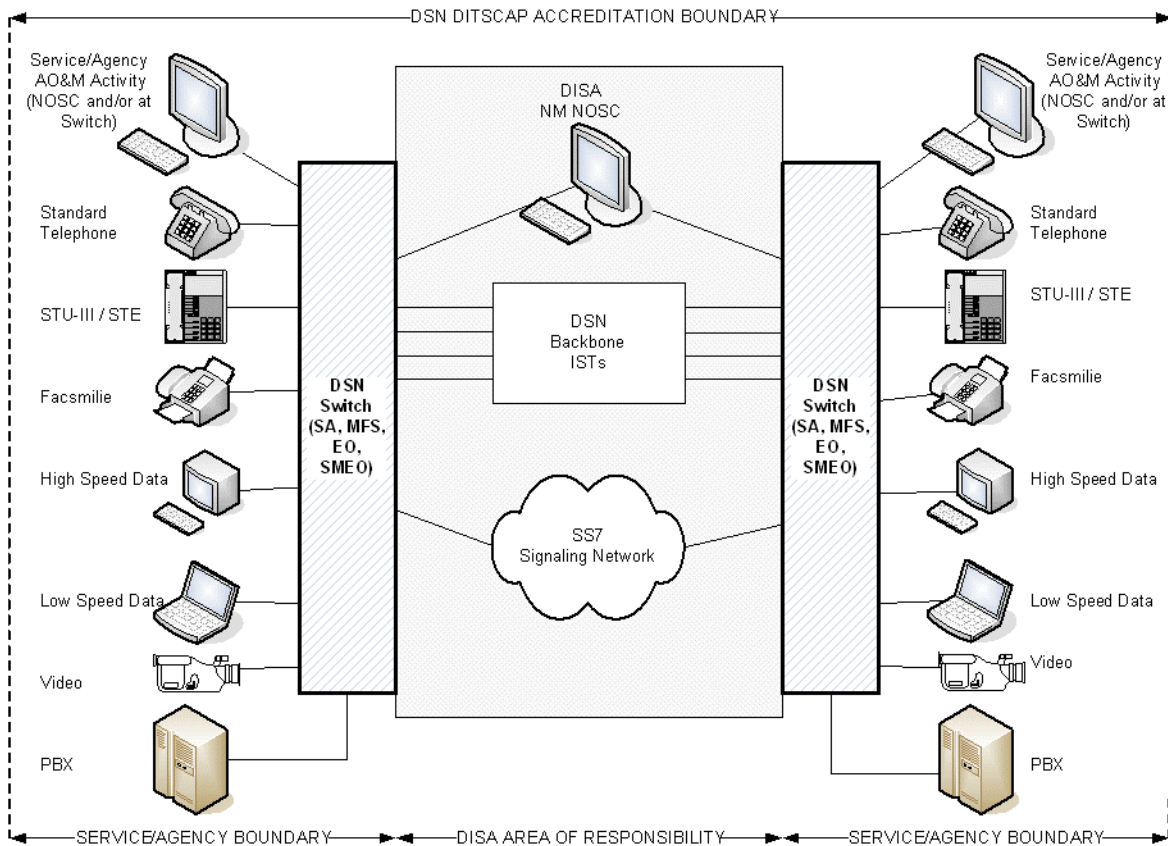 DSN DITSCAP ACCREDITATION BOUNDARY
Service/Agency
AO&M Activity
(NOSC and/or at
Switch)
Standard
Telephone
STU-III / STE
Facsmilie
High Speed Data
Low Speed Data
Video
PBX
DSN
Switch
(SA, MFS,
EO,
SMEO)
DISA
NM NOSC
DSN
Backbone
ISTs
SS7
Signaling Network
DSN
Switch
(SA, MFS,
EO,
SMEO)
Service/Agency
AO&M Activity
(NOSC and/or at
Switch)
Standard
Telephone
STU-III / STE
Facsmilie
High Speed Data
Low Speed Data
Video
PBX
SERVICE/AGENCY BOUNDARY
DISA AREA OF RESPONSIBILITY
SERVICE/AGENCY BOUNDARY